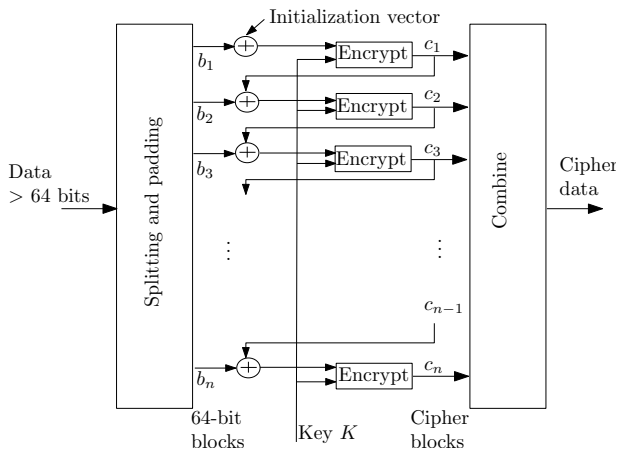 Initialization vector
+
Encrypt
c₁
b₁
+
Encrypt
c₂
b₂
+
Encrypt
c₃
b₃
Data
> 64 bits
Splitting and padding
Combine
Cipher
data
⋮
⋮
cₙ₋₁
+
Encrypt
cₙ
bₙ
64-bit
blocks
Key K
Cipher
blocks